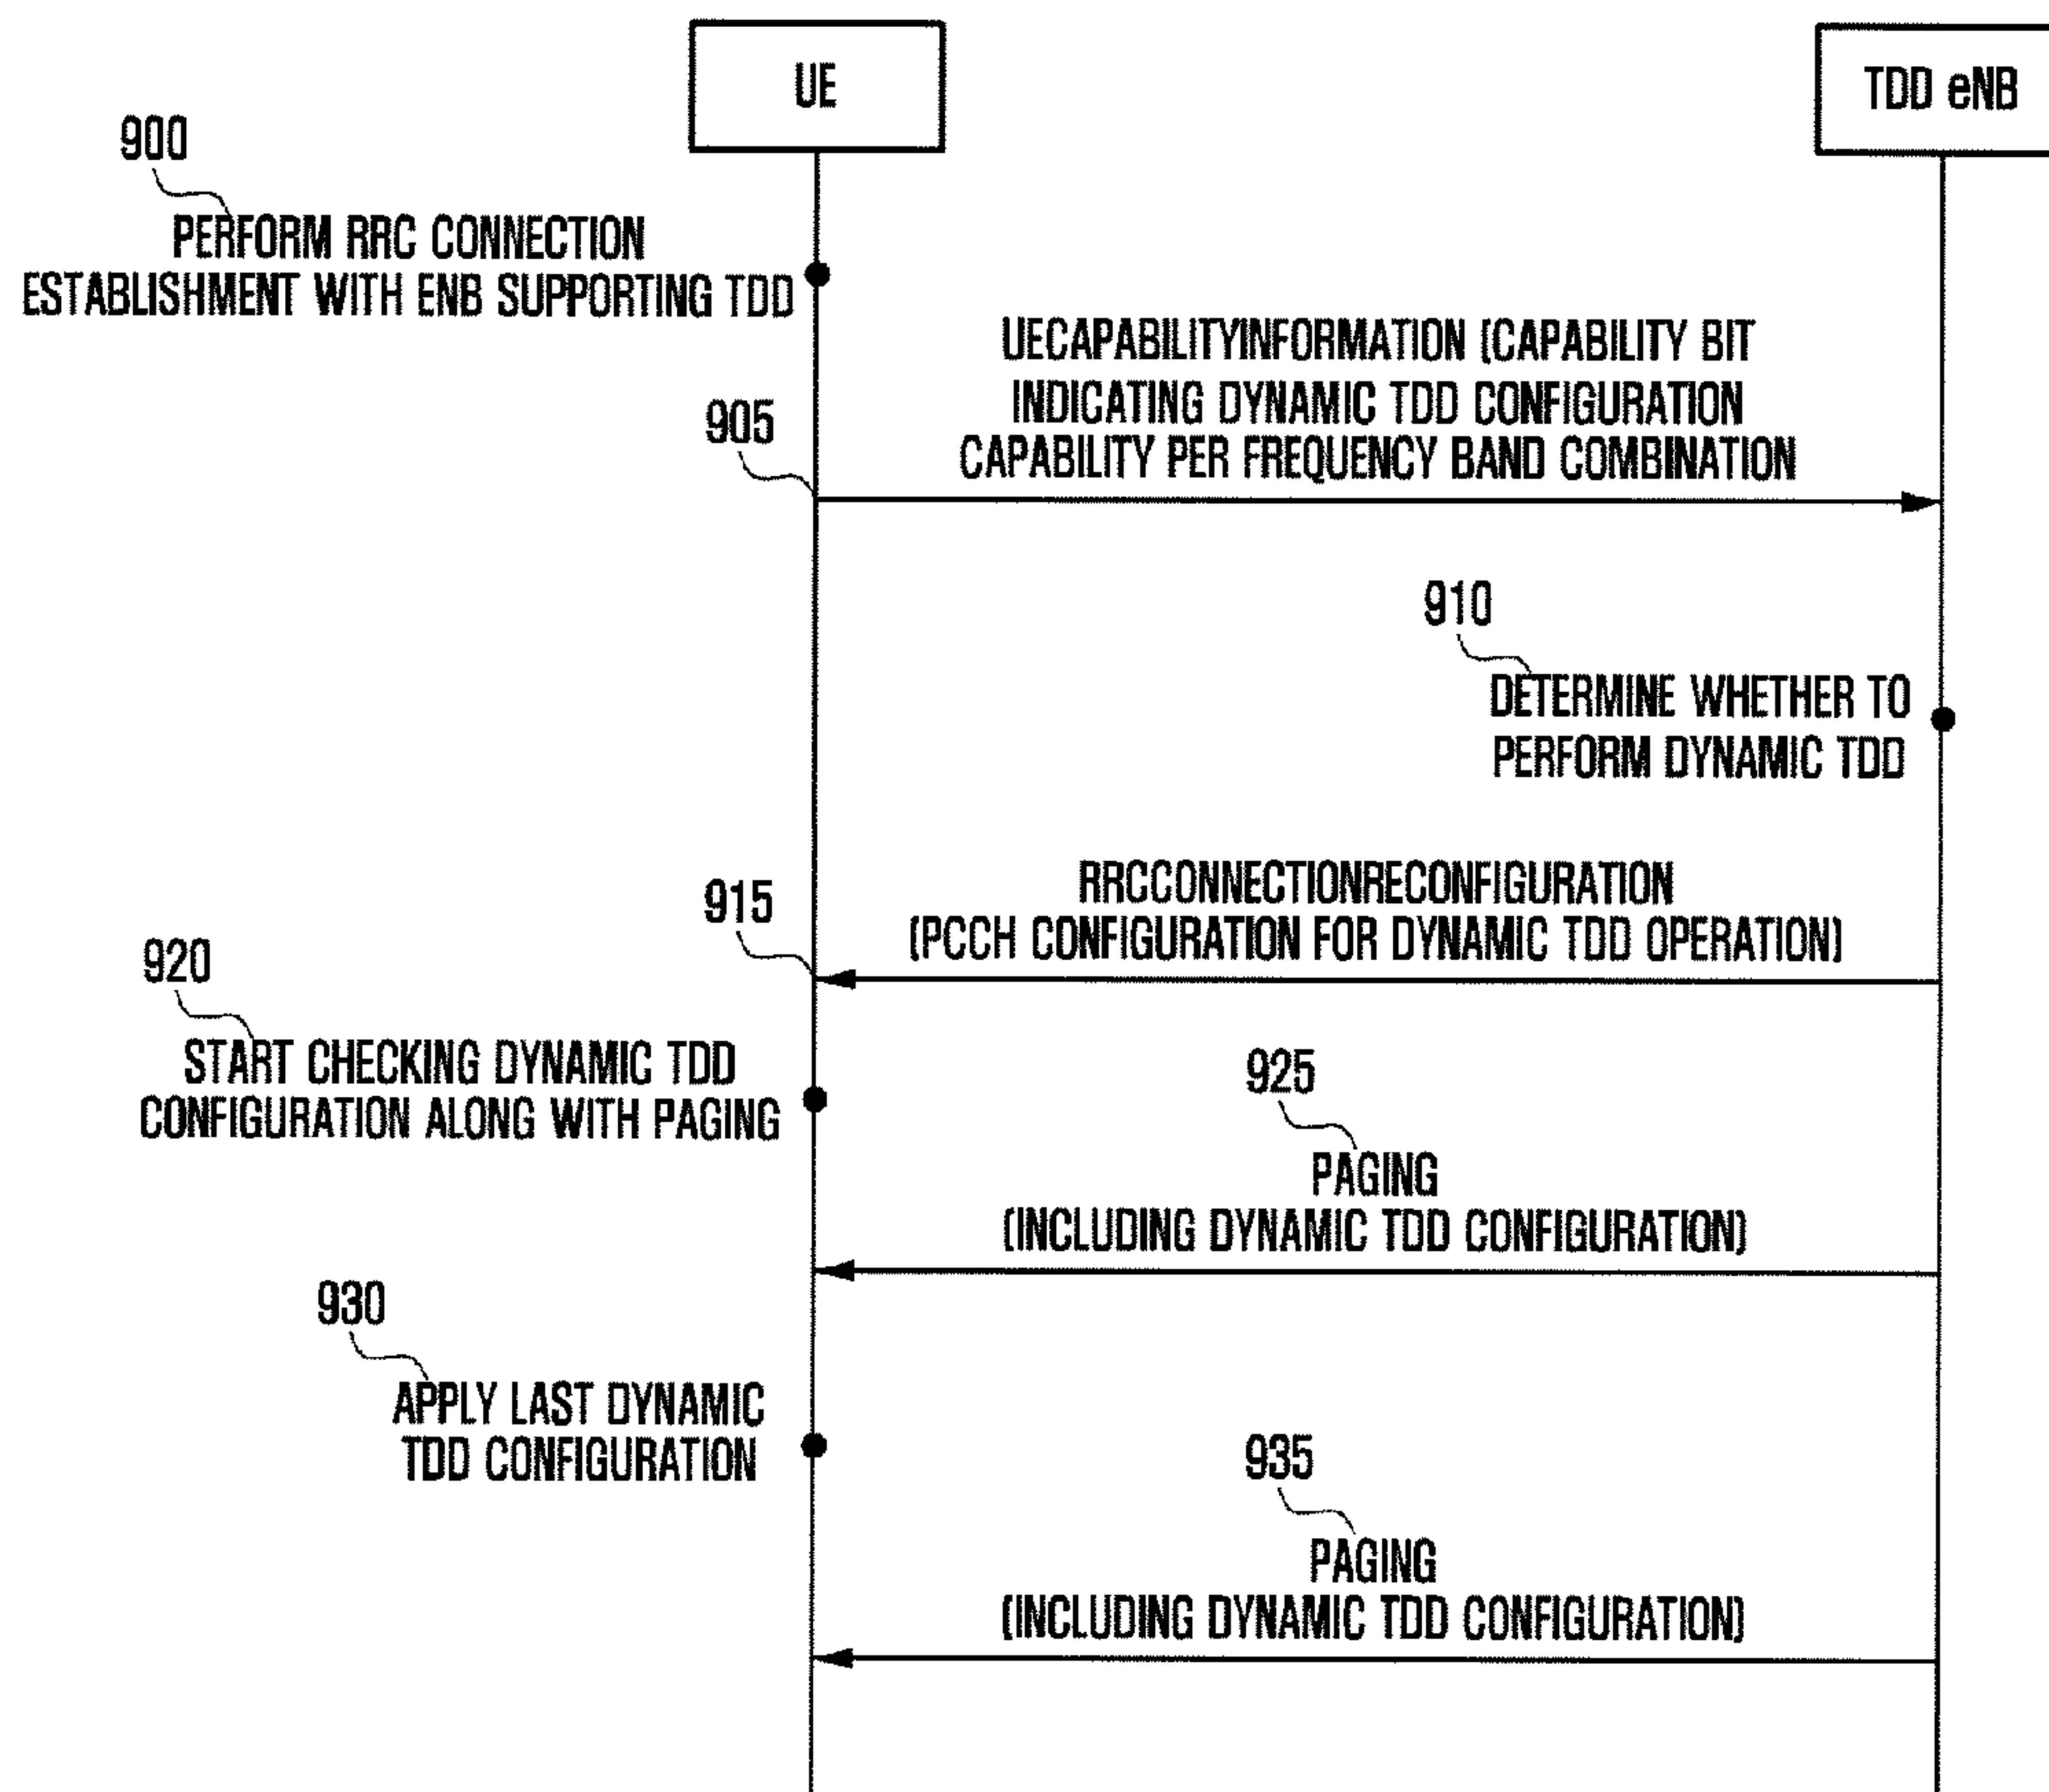 UE
TDD eNB
900
PERFORM RRC CONNECTION
ESTABLISHMENT WITH ENB SUPPORTING TDD
UECAPABILITYINFORMATION (CAPABILITY BIT
INDICATING DYNAMIC TDD CONFIGURATION
CAPABILITY PER FREQUENCY BAND COMBINATION
905
910
DETERMINE WHETHER TO
PERFORM DYNAMIC TDD
RRCCONNECTIONRECONFIGURATION
(PCCH CONFIGURATION FOR DYNAMIC TDD OPERATION)
915
920
START CHECKING DYNAMIC TDD
CONFIGURATION ALONG WITH PAGING
925
PAGING
(INCLUDING DYNAMIC TDD CONFIGURATION)
930
APPLY LAST DYNAMIC
TDD CONFIGURATION
935
PAGING
(INCLUDING DYNAMIC TDD CONFIGURATION)